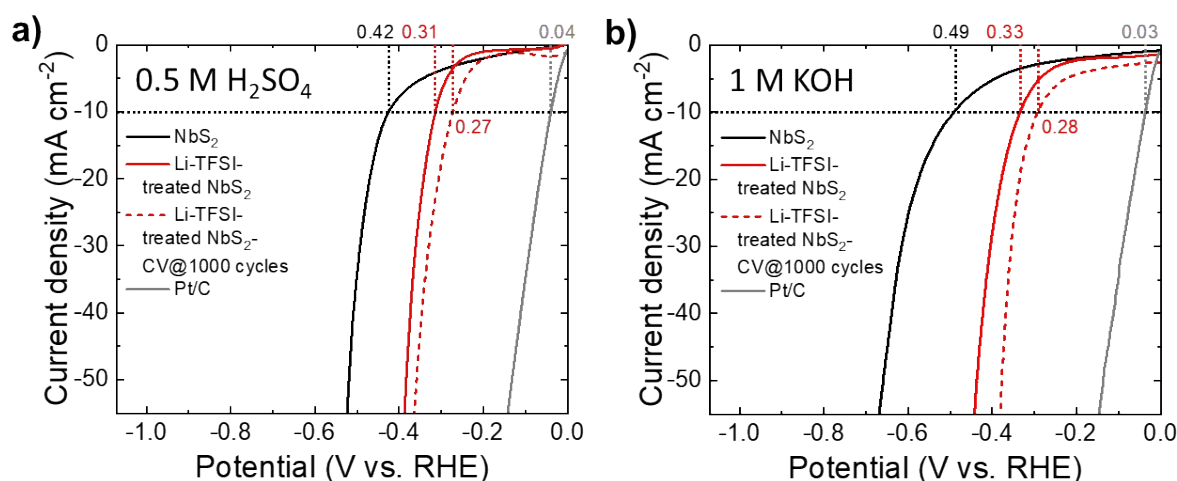 a)
0.42 0.31 0.04
0
-10
-20
-30
-40
-50
Current density (mA cm⁻²)
0.5 M H₂SO₄
0.27
NbS₂
Li-TFSI-
treated NbS₂
Li-TFSI-
treated NbS₂-
CV@1000 cycles
Pt/C
-1.0 -0.8 -0.6 -0.4 -0.2 0.0
Potential (V vs. RHE)
b)
0.49 0.33 0.03
0
-10
-20
-30
-40
-50
Current density (mA cm⁻²)
1 M KOH
0.28
NbS₂
Li-TFSI-
treated NbS₂
Li-TFSI-
treated NbS₂-
CV@1000 cycles
Pt/C
-1.0 -0.8 -0.6 -0.4 -0.2 0.0
Potential (V vs. RHE)